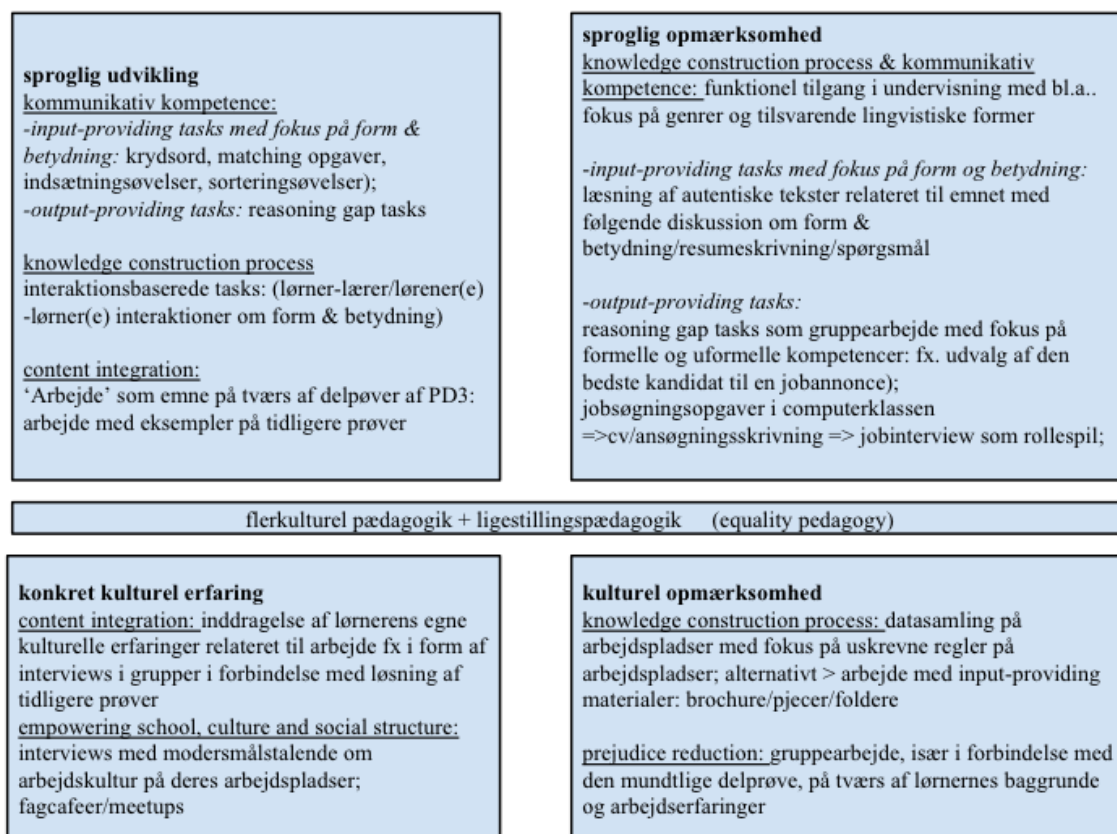 sproglig udvikling
kommunikativ kompetence:
-input-providing tasks med fokus på form &
betydning: krydsord, matching opgaver,
indsætningsøvelser, sorteringsøvelser);
-output-providing tasks: reasoning gap tasks
knowledge construction process
interaktionsbaserede tasks: (lørner-lærer/lørener(e)
-lørner(e) interaktioner om form & betydning)
content integration:
‘Arbejde’ som emne på tværs af delpøver af PD3:
arbejde med eksempler på tidligere prøver
sproglig opmærksomhed
knowledge construction process & kommunikativ
kompetence: funktionel tilgang i undervisning med bl.a..
fokus på genrer og tilsvarende lingvistiske former
-input-providing tasks med fokus på form og betydning:
læsning af autentiske tekster relateret til emnet med
følgende diskussion om form &
betydning/resumeskrivning/spørgsmål
-output-providing tasks:
reasoning gap tasks som gruppearbejde med fokus på
formelle og uformelle kompetencer: fx. udvalg af den
bedste kandidat til en jobannonce);
jobsøgningsopgaver i computerklassen
=>cv/ansøgningsskrivning => jobinterview som rollespil;
flerkulturel pædagogik + ligestillingspædagogik (equality pedagogy)
konkret kulturel erfaring
content integration: inddragelse af lørnerens egne
kulturelle erfaringer relateret til arbejde fx i form af
interviews i grupper i forbindelse med løsning af
tidligere prøver
empowering school, culture and social structure:
interviews med modersmålstalende om
arbejdskultur på deres arbejdspladser;
fagcafeer/meetups
kulturel opmærksomhed
knowledge construction process: datasamling på
arbejdspladser med fokus på uskrevne regler på
arbejdspladser; alternativt > arbejde med input-providing
materialer: brochure/pjecer/foldere
prejudice reduction: gruppearbejde, især i forbindelse med
den mundtlige delprøve, på tværs af lørnernes baggrunde
og arbejdserfaringer